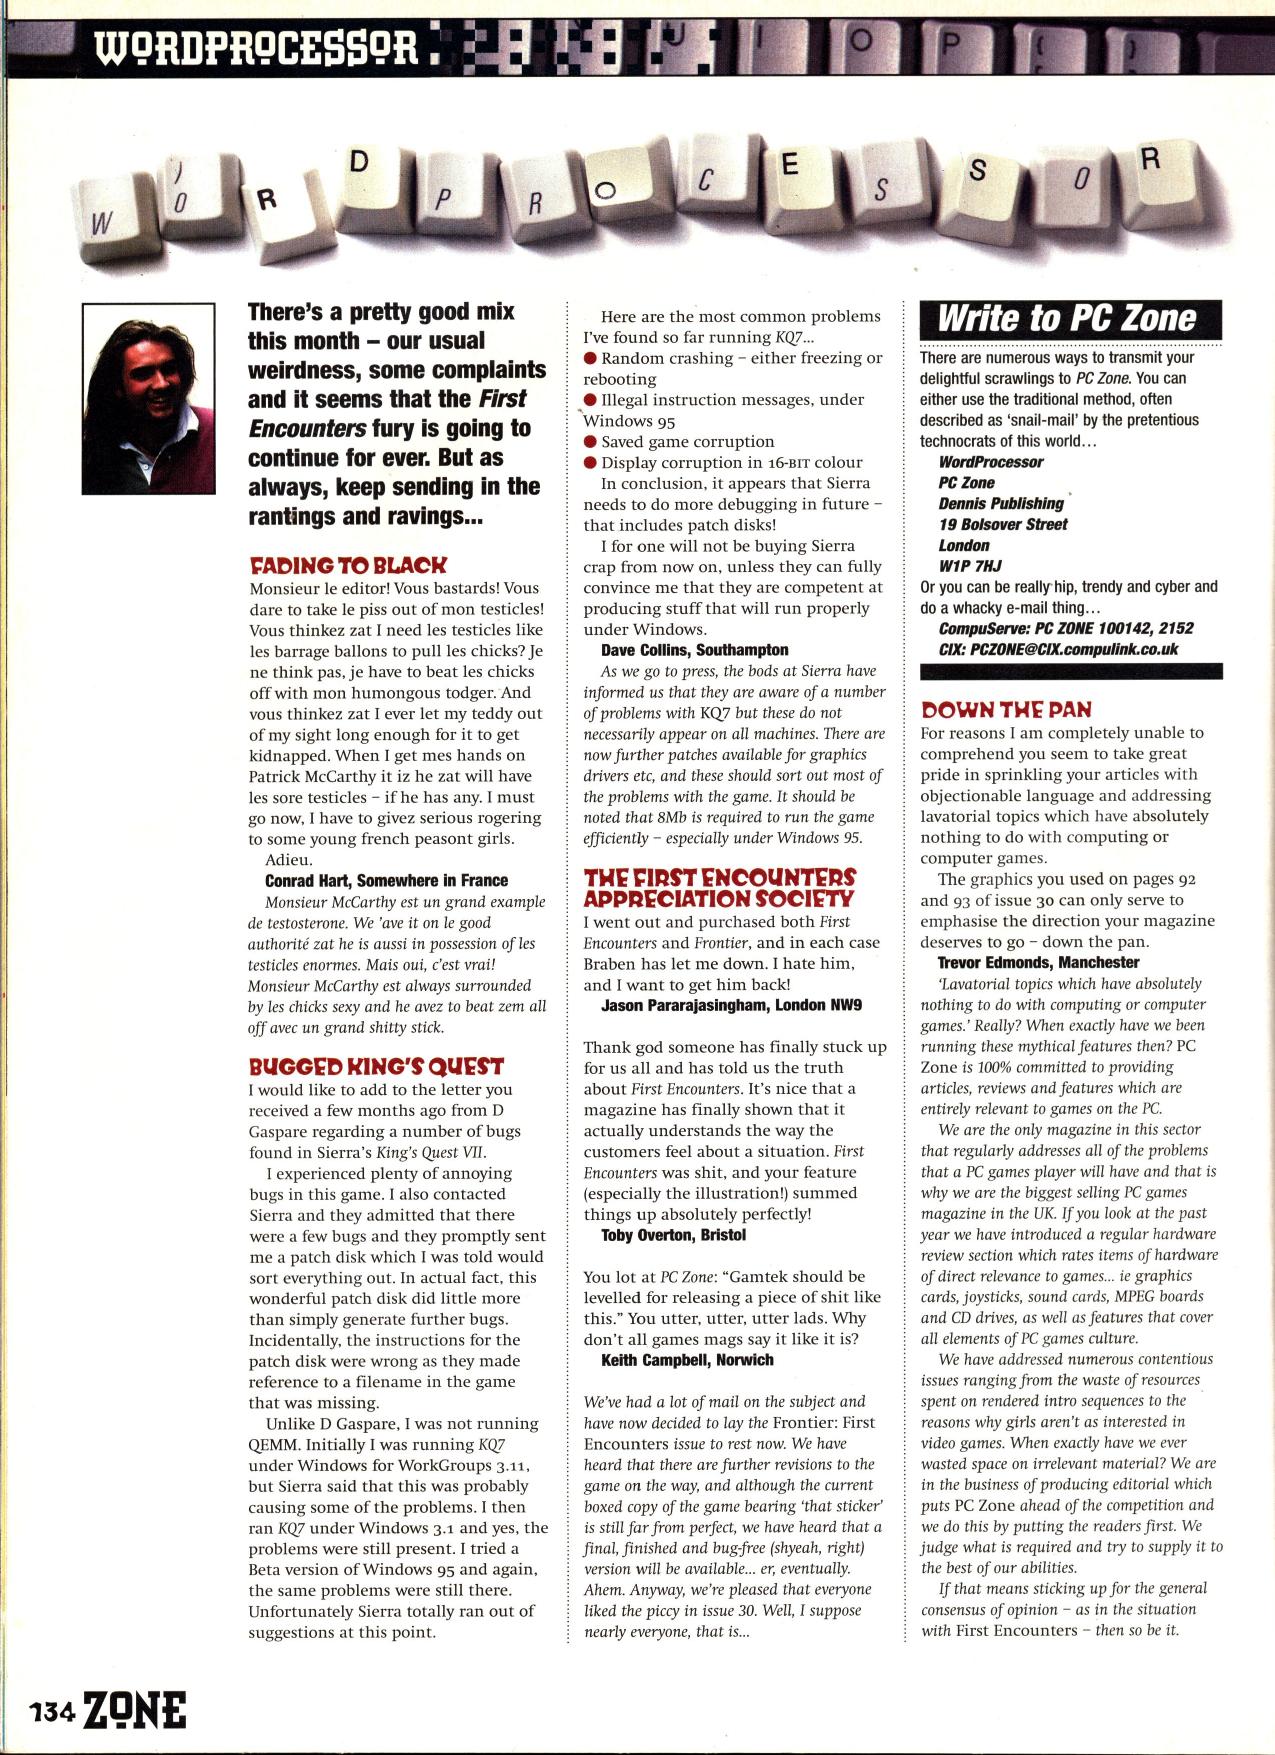 WORDPROCESSOR
U I O P { }
W ) O R D P R O C E S S O R
There's a pretty good mix
this month – our usual
weirdness, some complaints
and it seems that the First
Encounters fury is going to
continue for ever. But as
always, keep sending in the
rantings and ravings...
FADING TO BLACK
Monsieur le editor! Vous bastards! Vous
dare to take le piss out of mon testicles!
Vous thinkez zat I need les testicles like
les barrage ballons to pull les chicks? Je
ne think pas, je have to beat les chicks
off with mon humongous todger. And
vous thinkez zat I ever let my teddy out
of my sight long enough for it to get
kidnapped. When I get mes hands on
Patrick McCarthy it iz he zat will have
les sore testicles – if he has any. I must
go now, I have to givez serious rogering
to some young french peasont girls.
Adieu.
Conrad Hart, Somewhere in France
Monsieur McCarthy est un grand example
de testosterone. We 'ave it on le good
authorité zat he is aussi in possession of les
testicles enormes. Mais oui, c'est vrai!
Monsieur McCarthy est always surrounded
by les chicks sexy and he avez to beat zem all
off avec un grand shitty stick.
BUGGED KING'S QUEST
I would like to add to the letter you
received a few months ago from D
Gaspare regarding a number of bugs
found in Sierra's King's Quest VII.
I experienced plenty of annoying
bugs in this game. I also contacted
Sierra and they admitted that there
were a few bugs and they promptly sent
me a patch disk which I was told would
sort everything out. In actual fact, this
wonderful patch disk did little more
than simply generate further bugs.
Incidentally, the instructions for the
patch disk were wrong as they made
reference to a filename in the game
that was missing.
Unlike D Gaspare, I was not running
QEMM. Initially I was running KQ7
under Windows for WorkGroups 3.11,
but Sierra said that this was probably
causing some of the problems. I then
ran KQ7 under Windows 3.1 and yes, the
problems were still present. I tried a
Beta version of Windows 95 and again,
the same problems were still there.
Unfortunately Sierra totally ran out of
suggestions at this point.
Here are the most common problems
I've found so far running KQ7...
● Random crashing – either freezing or
rebooting
● Illegal instruction messages, under
Windows 95
● Saved game corruption
● Display corruption in 16-BIT colour
In conclusion, it appears that Sierra
needs to do more debugging in future –
that includes patch disks!
I for one will not be buying Sierra
crap from now on, unless they can fully
convince me that they are competent at
producing stuff that will run properly
under Windows.
Dave Collins, Southampton
As we go to press, the bods at Sierra have
informed us that they are aware of a number
of problems with KQ7 but these do not
necessarily appear on all machines. There are
now further patches available for graphics
drivers etc, and these should sort out most of
the problems with the game. It should be
noted that 8Mb is required to run the game
efficiently – especially under Windows 95.
THE FIRST ENCOUNTERS
APPRECIATION SOCIETY
I went out and purchased both First
Encounters and Frontier, and in each case
Braben has let me down. I hate him,
and I want to get him back!
Jason Pararajasingham, London NW9
Thank god someone has finally stuck up
for us all and has told us the truth
about First Encounters. It's nice that a
magazine has finally shown that it
actually understands the way the
customers feel about a situation. First
Encounters was shit, and your feature
(especially the illustration!) summed
things up absolutely perfectly!
Toby Overton, Bristol
You lot at PC Zone: “Gamtek should be
levelled for releasing a piece of shit like
this.” You utter, utter, utter lads. Why
don't all games mags say it like it is?
Keith Campbell, Norwich
We've had a lot of mail on the subject and
have now decided to lay the Frontier: First
Encounters issue to rest now. We have
heard that there are further revisions to the
game on the way, and although the current
boxed copy of the game bearing 'that sticker'
is still far from perfect, we have heard that a
final, finished and bug-free (shyeah, right)
version will be available... er, eventually.
Ahem. Anyway, we're pleased that everyone
liked the piccy in issue 30. Well, I suppose
nearly everyone, that is...
Write to PC Zone
There are numerous ways to transmit your
delightful scrawlings to PC Zone. You can
either use the traditional method, often
described as 'snail-mail' by the pretentious
technocrats of this world...
WordProcessor
PC Zone
Dennis Publishing
19 Bolsover Street
London
W1P 7HJ
Or you can be really hip, trendy and cyber and
do a whacky e-mail thing...
CompuServe: PC ZONE 100142, 2152
CIX: PCZONE@CIX.compulink.co.uk
DOWN THE PAN
For reasons I am completely unable to
comprehend you seem to take great
pride in sprinkling your articles with
objectionable language and addressing
lavatorial topics which have absolutely
nothing to do with computing or
computer games.
The graphics you used on pages 92
and 93 of issue 30 can only serve to
emphasise the direction your magazine
deserves to go – down the pan.
Trevor Edmonds, Manchester
'Lavatorial topics which have absolutely
nothing to do with computing or computer
games.' Really? When exactly have we been
running these mythical features then? PC
Zone is 100% committed to providing
articles, reviews and features which are
entirely relevant to games on the PC.
We are the only magazine in this sector
that regularly addresses all of the problems
that a PC games player will have and that is
why we are the biggest selling PC games
magazine in the UK. If you look at the past
year we have introduced a regular hardware
review section which rates items of hardware
of direct relevance to games... ie graphics
cards, joysticks, sound cards, MPEG boards
and CD drives, as well as features that cover
all elements of PC games culture.
We have addressed numerous contentious
issues ranging from the waste of resources
spent on rendered intro sequences to the
reasons why girls aren't as interested in
video games. When exactly have we ever
wasted space on irrelevant material? We are
in the business of producing editorial which
puts PC Zone ahead of the competition and
we do this by putting the readers first. We
judge what is required and try to supply it to
the best of our abilities.
If that means sticking up for the general
consensus of opinion – as in the situation
with First Encounters – then so be it.
134 ZONE